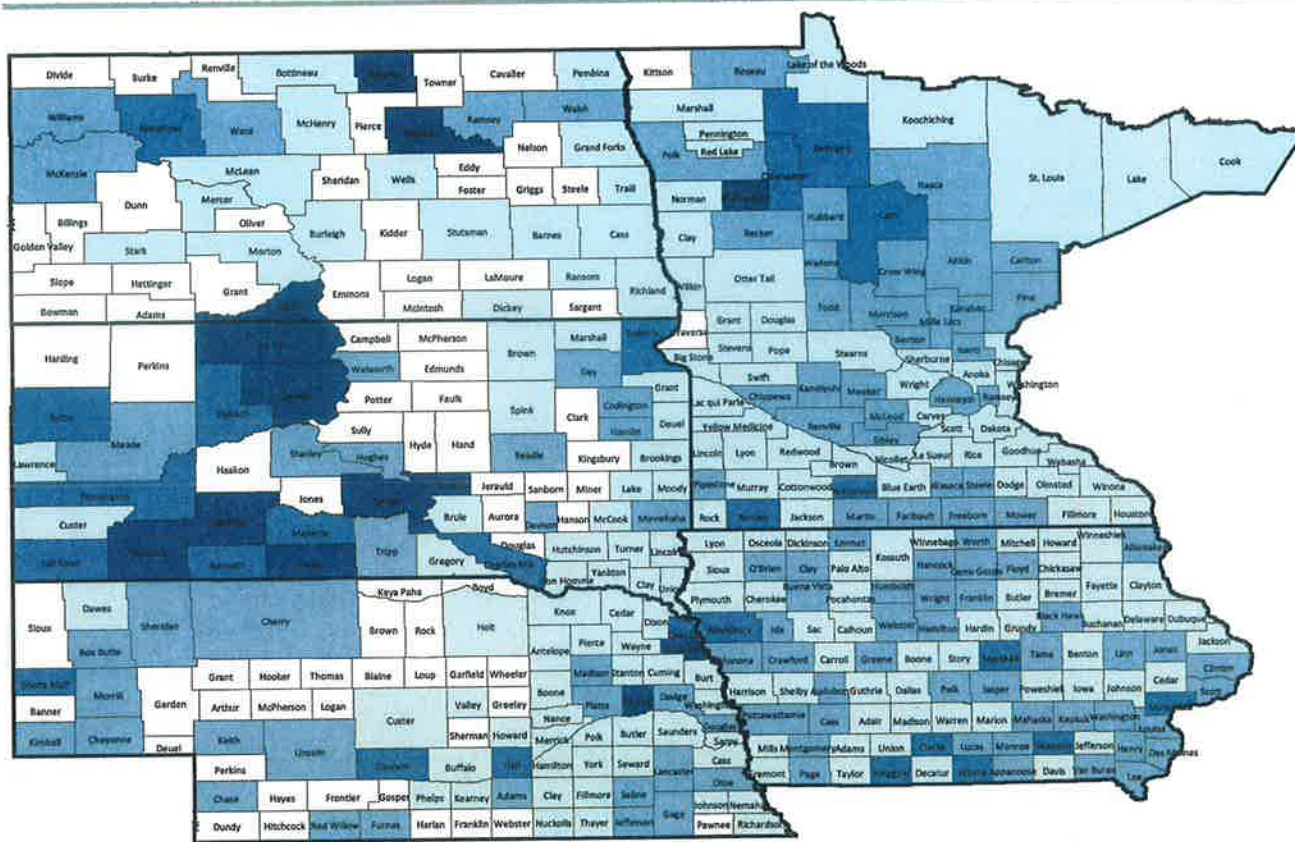 Divide
Burke
Renville
Bottineau
Towner
Cavalier
Pembina
Kittson
Roseau
Lake of the Woods
Williams
Ward
McHenry
Pierce
Ramsey
Walsh
Marshall
Koochiching
McKenzie
McLean
Sheridan
Wells
Eddy
Foster
Nelson
Grand Forks
Griggs
Steele
Traill
Pennington
Red Lake
Polk
Beltrami
Itasca
St. Louis
Lake
Cook
Dunn
Mercer
Oliver
Billings
Golden Valley
Stark
Morton
Burleigh
Kidder
Stutsman
Barnes
Cass
Norman
Clay
Becker
Hubbard
Cass
Slope
Hettinger
Grant
Bowman
Adams
Emmons
Logan
LaMoure
Ransom
Richland
McIntosh
Dickey
Sargant
Wilkin
Otter Tail
Wadena
Crow Wing
Aitkin
Carlton
Pine
Todd
Morrison
Mille Lacs
Kanabec
Harding
Perkins
Campbell
McPherson
Walworth
Edmunds
Brown
Marshall
Day
Grant
Big Stone
Grant
Douglas
Stevens
Pope
Stearns
Benton
Sherburne
Isanti
Chisago
Anoka
Washington
Potter
Faulk
Spink
Clark
Codington
Hamlin
Deuel
Swift
Lac qui Parle
Chippewa
Kandiyohi
Meeker
Wright
Hennepin
Ramsey
Butte
Meade
Lawrence
Sully
Hyde
Hand
Stanley
Hughes
Haakon
Beadle
Kingsbury
Brookings
Yellow Medicine
Renville
McLeod
Carver
Scott
Dakota
Sibley
Lincoln
Lyon
Redwood
Brown
Nicollet
Le Sueur
Rice
Goodhue
Wabasha
Pennington
Custer
Jones
Jerauld
Sanborn
Miner
Lake
Moody
Pipestone
Murray
Cottonwood
Blue Earth
Waseca
Steele
Dodge
Olmsted
Winona
Brule
Aurora
Davison
Hanson
McCook
Minnehaha
Rock
Nobles
Jackson
Martin
Faribault
Freeborn
Mower
Fillmore
Houston
Fall River
Bennett
Mellette
Tripp
Gregory
Douglas
Charles Mix
Hutchinson
Turner
Lincoln
Yankton
Clay
Lyon
Osceola
Dickinson
Emmet
Kossuth
Winnebago
Worth
Mitchell
Howard
Winneshiek
Allamakee
Sioux
O'Brien
Clay
Palo Alto
Hancock
Cerro Gordo
Floyd
Chickasaw
Fayette
Clayton
Plymouth
Cherokee
Buena Vista
Pocahontas
Humboldt
Wright
Franklin
Butler
Bremer
Sioux
Dawes
Box Butte
Sheridan
Cherry
Keya Paha
Boyd
Brown
Rock
Holt
Knox
Cedar
Dixon
Antelope
Pierce
Wayne
Ida
Sac
Calhoun
Webster
Hamilton
Hardin
Grundy
Black Hawk
Buchanan
Delaware
Dubuque
Jackson
Scotts Bluff
Morrill
Banner
Kimball
Cheyenne
Garden
Deuel
Grant
Hooker
Thomas
Blaine
Loup
Garfield
Wheeler
Arthur
McPherson
Logan
Custer
Valley
Greeley
Boone
Nance
Madison
Stanton
Cuming
Burt
Platte
Dodge
Washington
Monona
Crawford
Carroll
Greene
Boone
Story
Marshall
Tama
Benton
Linn
Jones
Clinton
Cedar
Scott
Harrison
Shelby
Audubon
Guthrie
Dallas
Polk
Jasper
Poweshiek
Iowa
Johnson
Keith
Lincoln
Sherman
Howard
Merrick
Polk
Butler
Saunders
Douglas
Sarpy
Pottawattamie
Cass
Adair
Madison
Warren
Marion
Mahaska
Keokuk
Washington
Louisa
Perkins
Dawson
Buffalo
Hall
Hamilton
York
Seward
Lancaster
Cass
Otoe
Mills
Montgomery
Adams
Union
Clarke
Lucas
Monroe
Wapello
Jefferson
Henry
Des Moines
Chase
Hayes
Frontier
Gosper
Phelps
Kearney
Adams
Clay
Fillmore
Saline
Gage
Johnson
Nemaha
Fremont
Page
Taylor
Ringgold
Decatur
Wayne
Appanoose
Davis
Van Buren
Lee
Dundy
Hitchcock
Red Willow
Furnas
Harlan
Franklin
Webster
Nuckolls
Thayer
Jefferson
Pawnee
Richardson